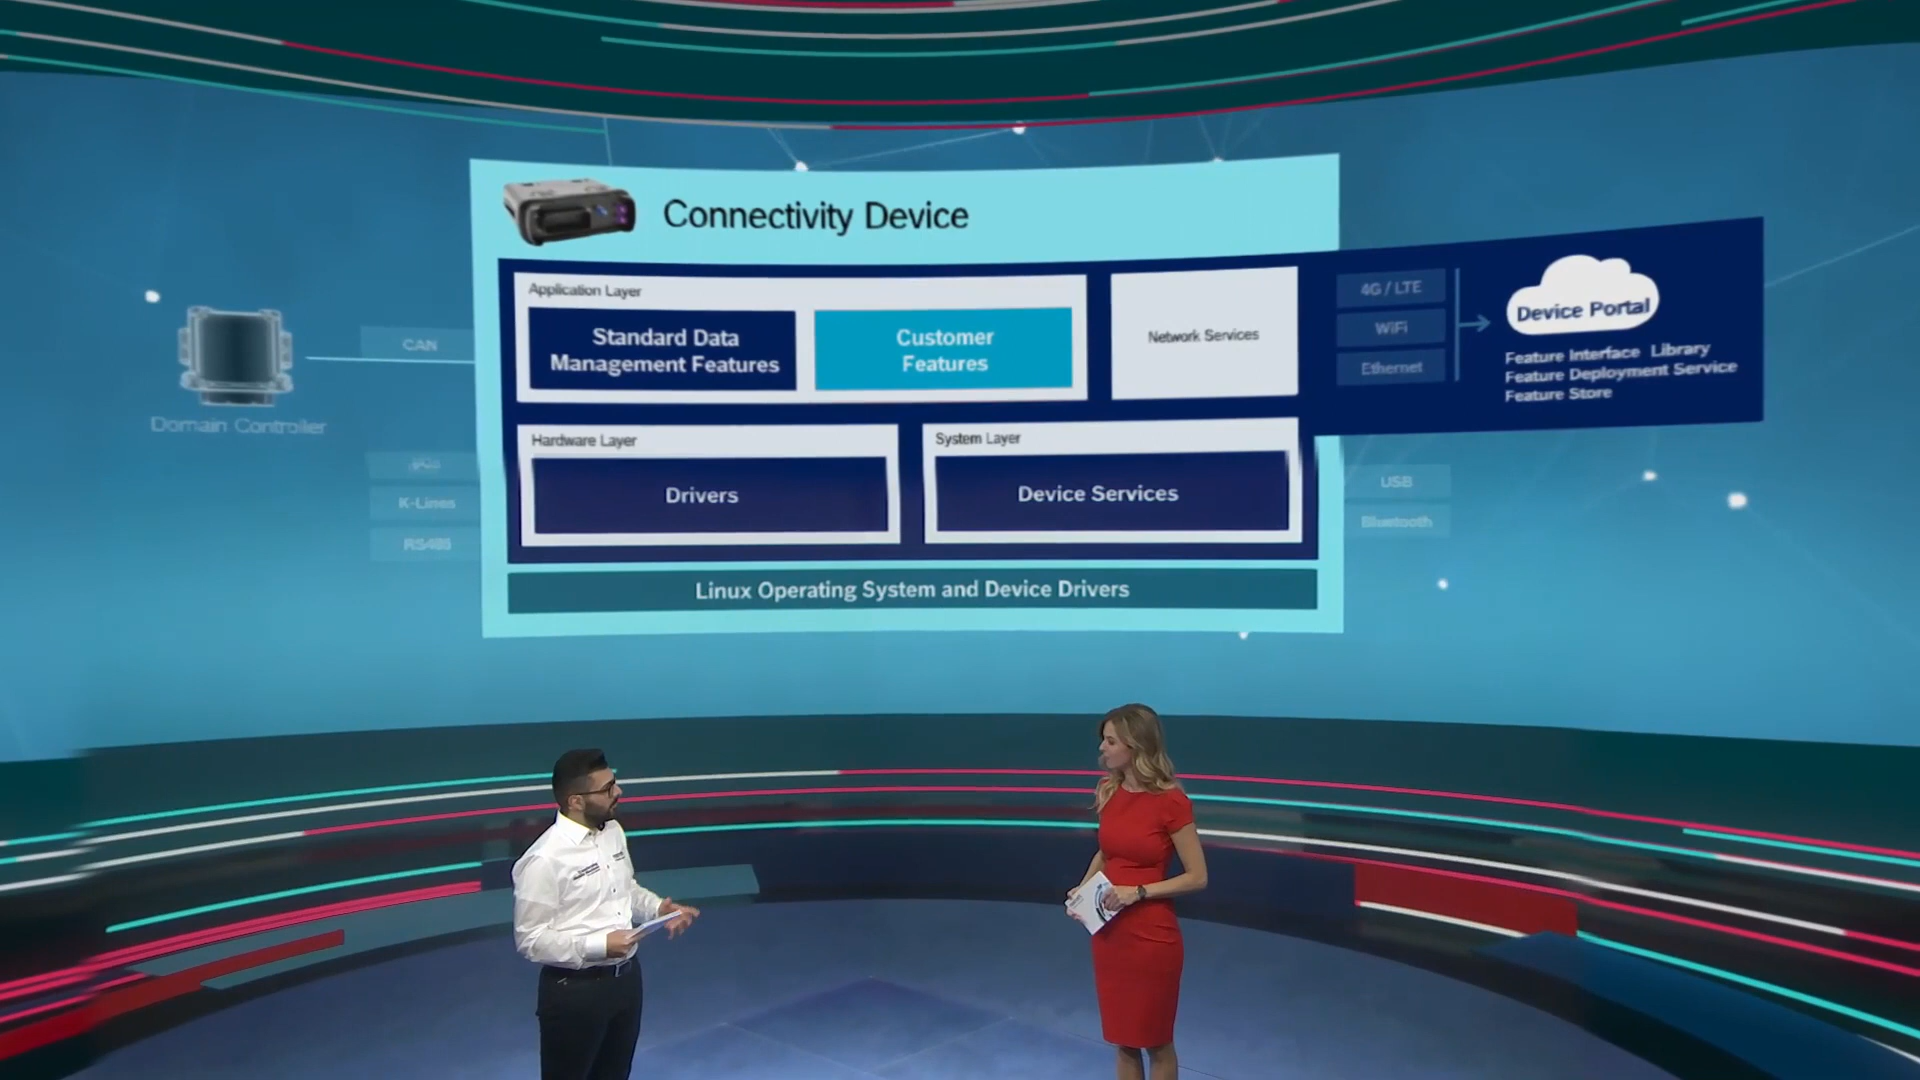 Connectivity Device
Application Layer
Standard Data
Management Features
Customer
Features
Network Services
4G / LTE
WiFi
Ethernet
Device Portal
Feature Interface Library
Feature Deployment Service
Feature Store
CAN
Domain Controller
K-Lines
RS485
Hardware Layer
Drivers
System Layer
Device Services
USB
Bluetooth
Linux Operating System and Device Drivers